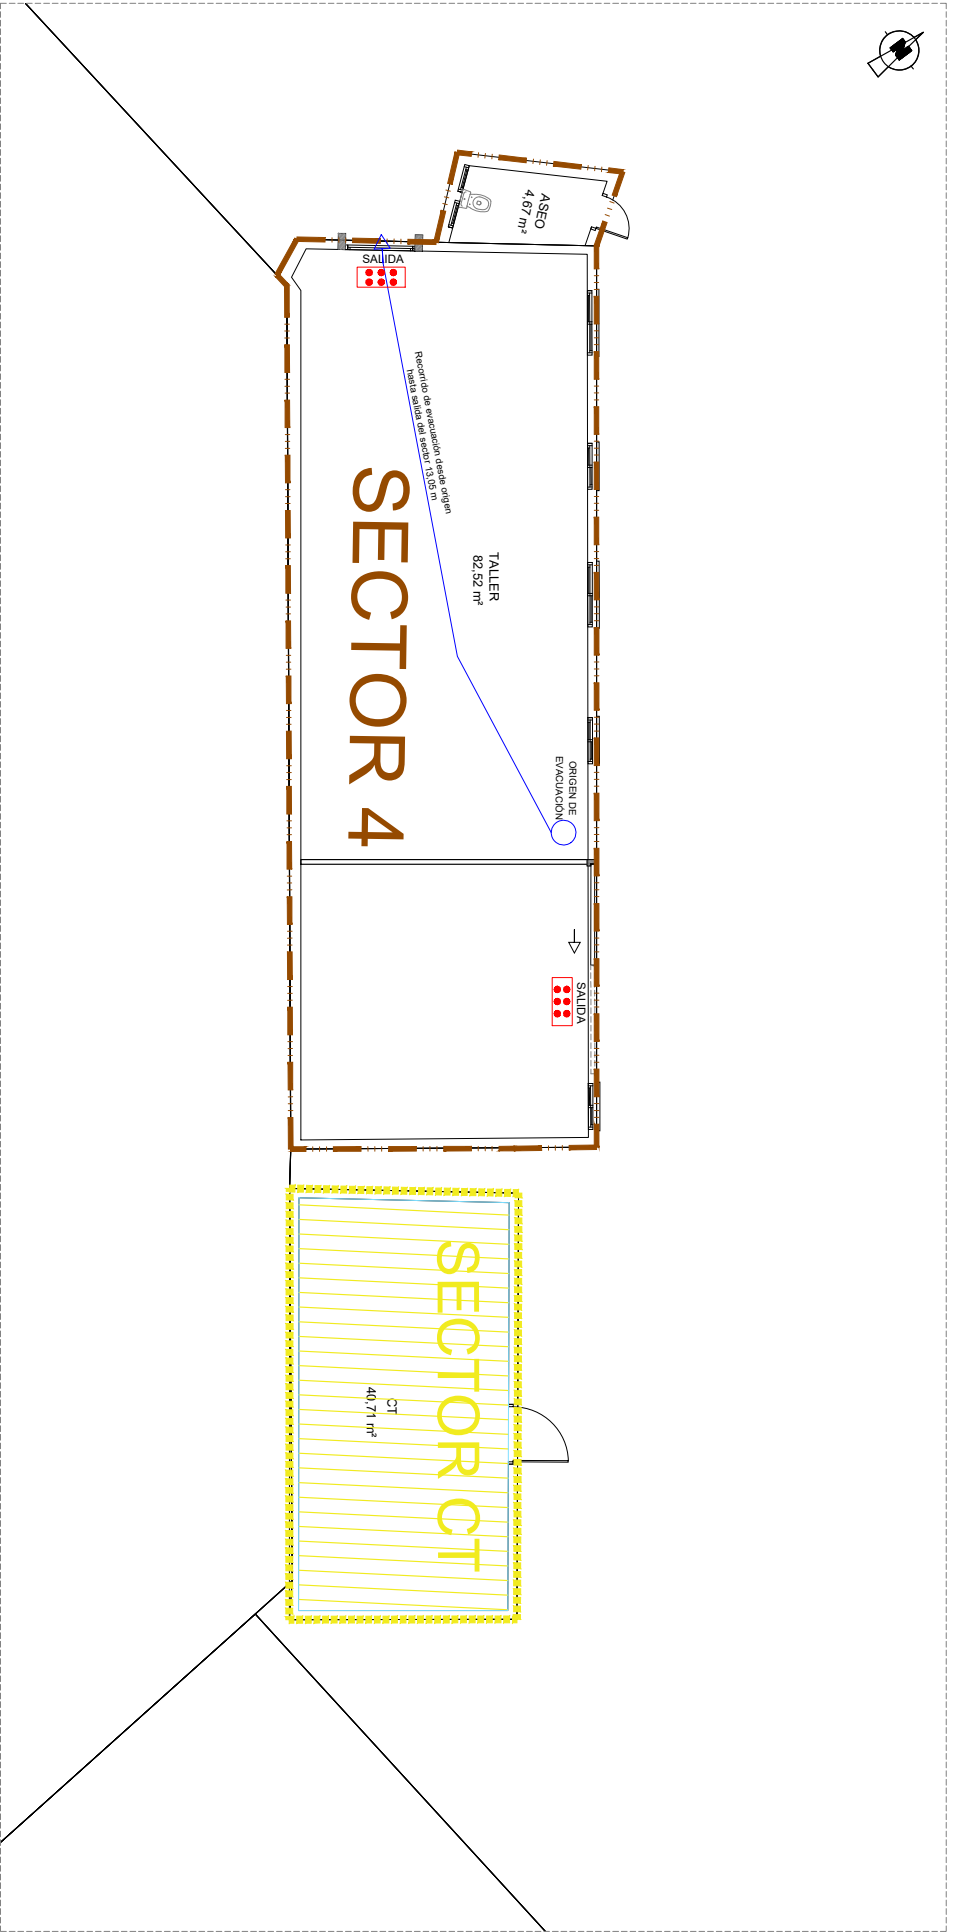 N
ASEO
4,67 m²
SALIDA
Recorrido de evacuación desde origen
hasta salida del sector 13,05 m
SECTOR 4
TALLER
82,52 m²
ORIGEN DE
EVACUACIÓN
SALIDA
SECTOR CT
CT
40,71 m²